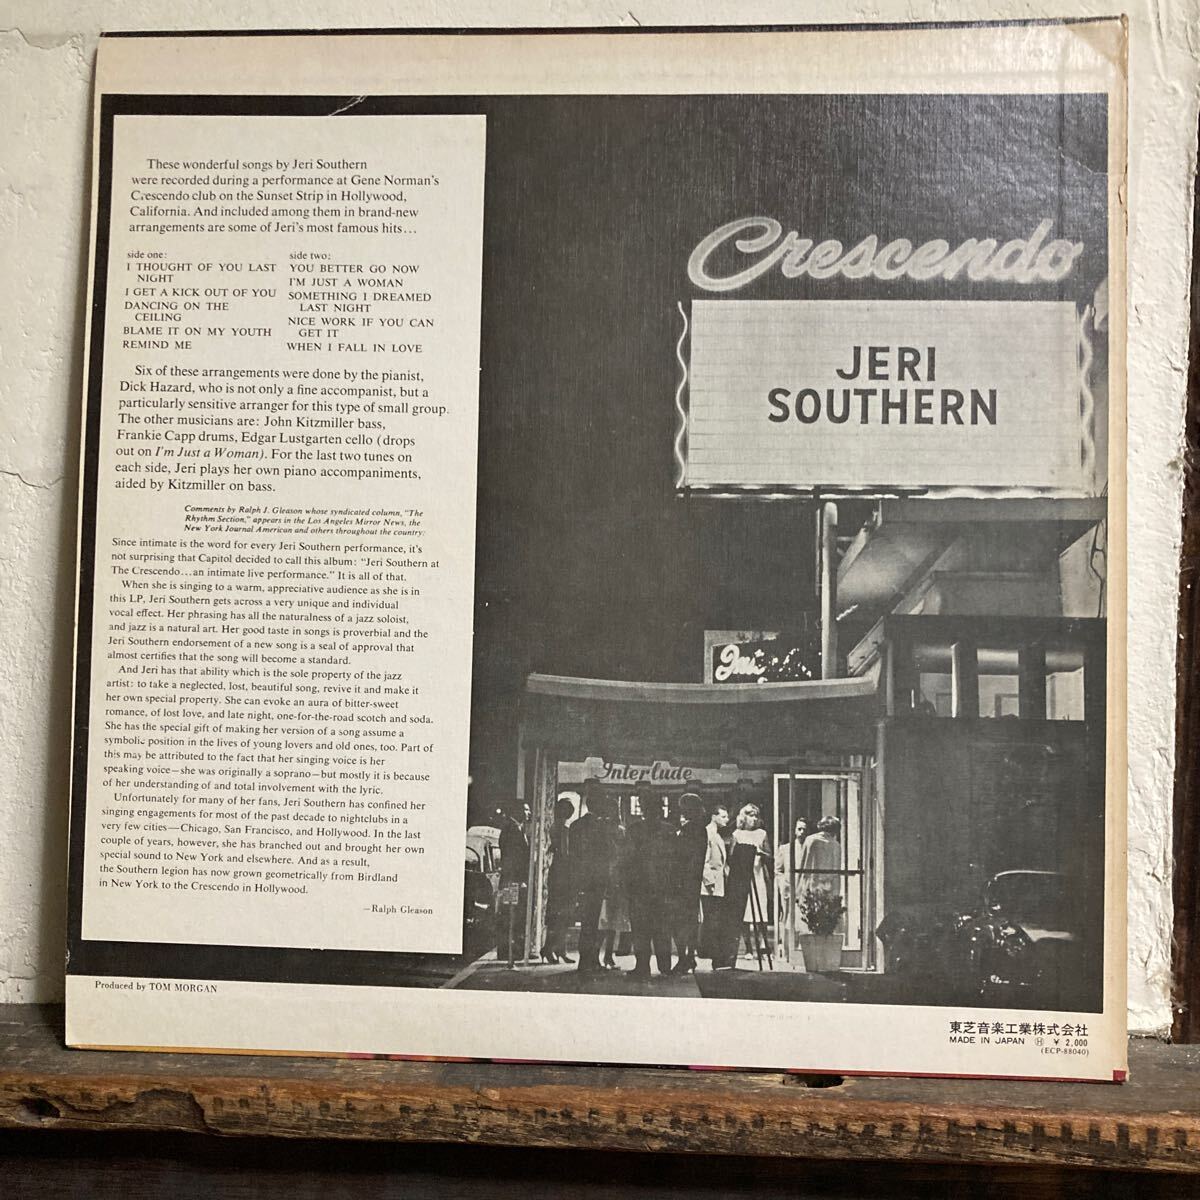 These wonderful songs by Jeri Southern
were recorded during a performance at Gene Norman's
Crescendo club on the Sunset Strip in Hollywood,
California. And included among them in brand-new
arrangements are some of Jeri's most famous hits...
side one:
I THOUGHT OF YOU LAST
NIGHT
I GET A KICK OUT OF YOU
DANCING ON THE
CEILING
BLAME IT ON MY YOUTH
REMIND ME
side two:
YOU BETTER GO NOW
I'M JUST A WOMAN
SOMETHING I DREAMED
LAST NIGHT
NICE WORK IF YOU CAN
GET IT
WHEN I FALL IN LOVE
Six of these arrangements were done by the pianist,
Dick Hazard, who is not only a fine accompanist, but a
particularly sensitive arranger for this type of small group.
The other musicians are: John Kitzmiller bass,
Frankie Capp drums, Edgar Lustgarten cello (drops
out on I'm Just a Woman). For the last two tunes on
each side, Jeri plays her own piano accompaniments,
aided by Kitzmiller on bass.
Comments by Ralph J. Gleason whose syndicated column, "The
Rhythm Section," appears in the Los Angeles Mirror News, the
New York Journal American and others throughout the country:
Since intimate is the word for every Jeri Southern performance, it's
not surprising that Capitol decided to call this album: "Jeri Southern at
The Crescendo...an intimate live performance." It is all of that.
When she is singing to a warm, appreciative audience as she is in
this LP, Jeri Southern gets across a very unique and individual
vocal effect. Her phrasing has all the naturalness of a jazz soloist,
and jazz is a natural art. Her good taste in songs is proverbial and the
Jeri Southern endorsement of a new song is a seal of approval that
almost certifies that the song will become a standard.
And Jeri has that ability which is the sole property of the jazz
artist: to take a neglected, lost, beautiful song, revive it and make it
her own special property. She can evoke an aura of bitter-sweet
romance, of lost love, and late night, one-for-the-road scotch and soda.
She has the special gift of making her version of a song assume a
symbolic position in the lives of young lovers and old ones, too. Part of
this may be attributed to the fact that her singing voice is her
speaking voice—she was originally a soprano—but mostly it is because
of her understanding of and total involvement with the lyric.
Unfortunately for many of her fans, Jeri Southern has confined her
singing engagements for most of the past decade to nightclubs in a
very few cities—Chicago, San Francisco, and Hollywood. In the last
couple of years, however, she has branched out and brought her own
special sound to New York and elsewhere. And as a result,
the Southern legion has now grown geometrically from Birdland
in New York to the Crescendo in Hollywood.
—Ralph Gleason
Crescendo
JERI
SOUTHERN
Interlude
Produced by TOM MORGAN
東芝音楽工業株式会社
MADE IN JAPAN Ⓗ ¥ 2,000
(ECP-88040)